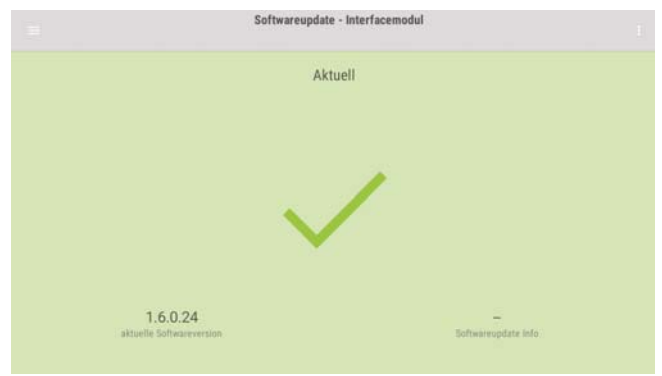 Softwareupdate - Interfacemodul
Aktuell
1.6.0.24
aktuelle Softwareversion
–
Softwareupdate Info